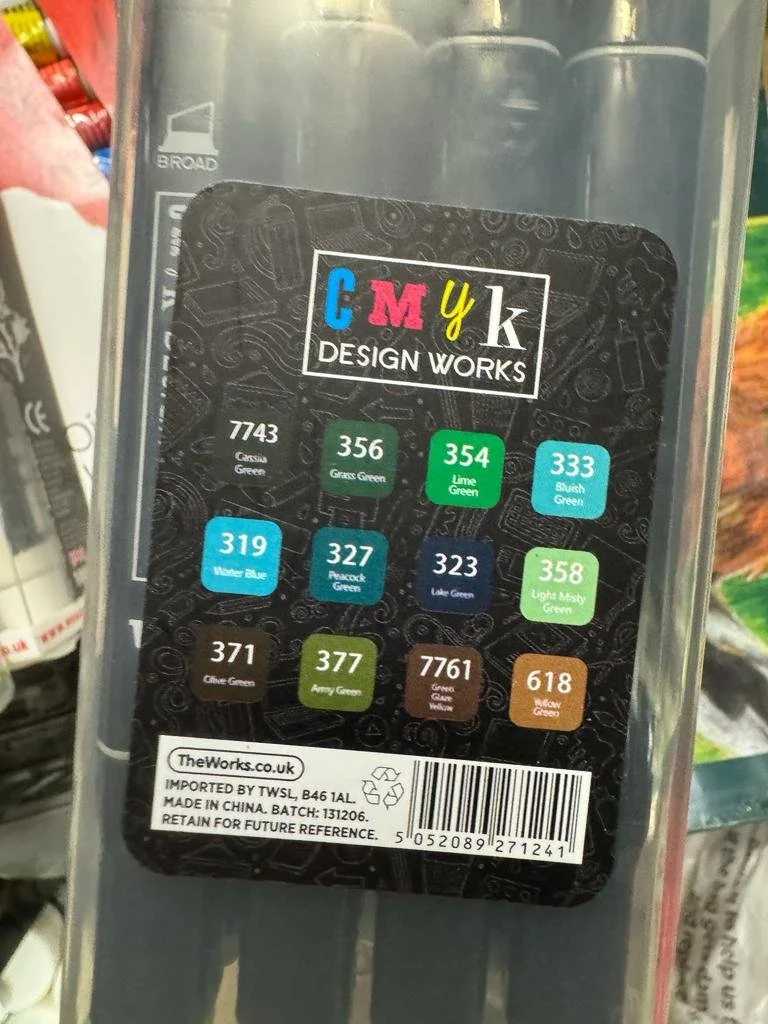 BROAD
CMYK
DESIGN WORKS
7743
Cassia
Green
356
Grass Green
354
Lime
Green
333
Bluish
Green
319
Water Blue
327
Peacock
Green
323
Lake Green
358
Light Misty
Green
371
Olive Green
377
Army Green
7761
Green
Glaze
Yellow
618
Yellow
Green
TheWorks.co.uk
IMPORTED BY TWSL, B46 1AL.
MADE IN CHINA. BATCH: 131206.
RETAIN FOR FUTURE REFERENCE.
5 052089 271241